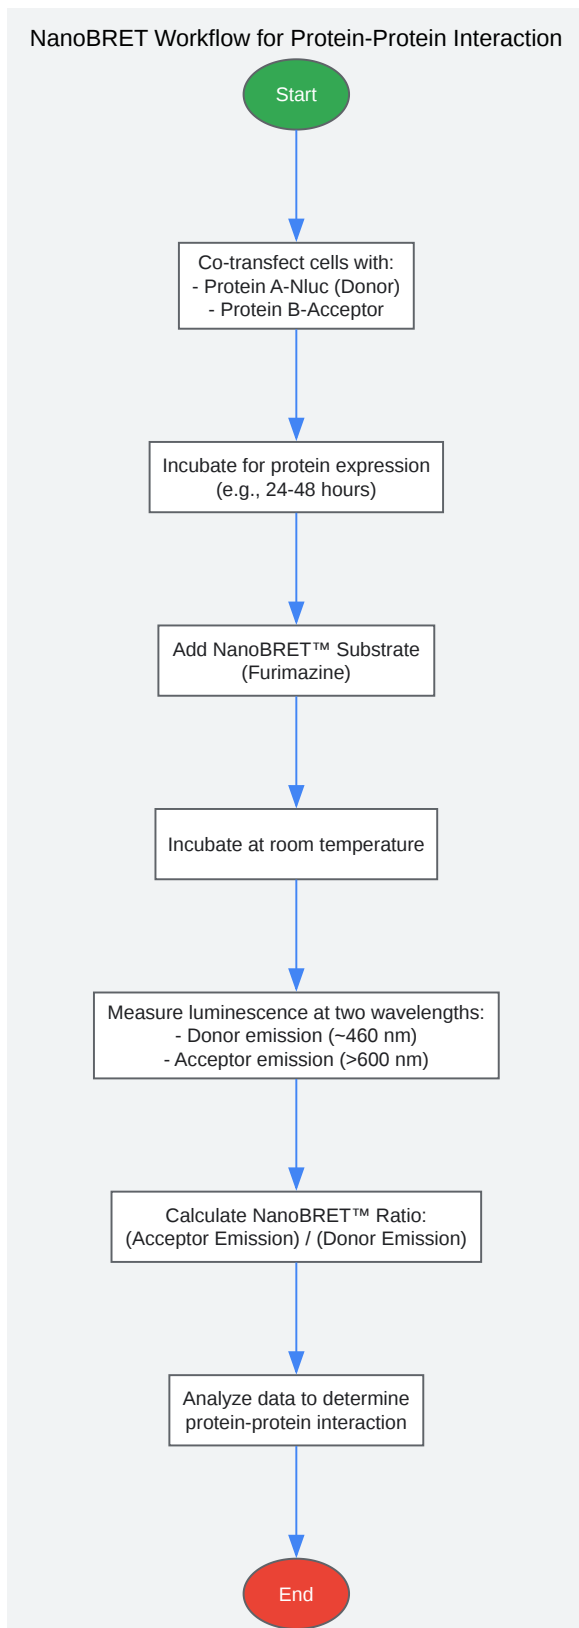 NanoBRET Workflow for Protein-Protein Interaction
Start
Co-transfect cells with:
- Protein A-Nluc (Donor)
- Protein B-Acceptor
Incubate for protein expression
(e.g., 24-48 hours)
Add NanoBRET™ Substrate
(Furimazine)
Incubate at room temperature
Measure luminescence at two wavelengths:
- Donor emission (~460 nm)
- Acceptor emission (>600 nm)
Calculate NanoBRET™ Ratio:
(Acceptor Emission) / (Donor Emission)
Analyze data to determine
protein-protein interaction
End